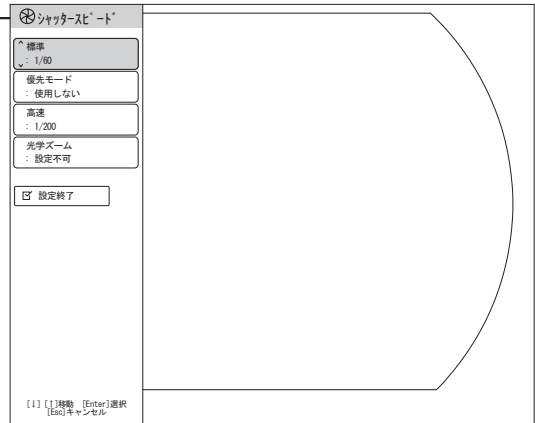 シャッタースピード
標準
: 1/60
優先モード
: 使用しない
高速
: 1/200
光学ズーム
: 設定不可
設定終了
[↓][↑]移動 [Enter]選択
[Esc]キャンセル